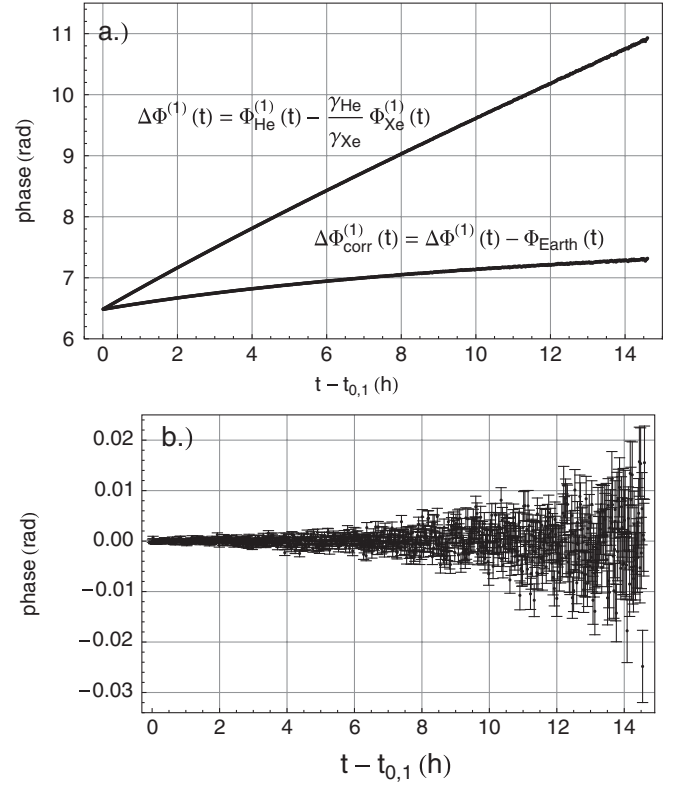 a.)
11
10
9
8
7
6
phase (rad)
ΔΦ⁽¹⁾(t) = Φ_He⁽¹⁾(t) − γ_He/γ_Xe Φ_Xe⁽¹⁾(t)
ΔΦ_corr⁽¹⁾(t) = ΔΦ⁽¹⁾(t) − Φ_Earth(t)
0 2 4 6 8 10 12 14
t − t₀,₁ (h)
b.)
0.02
0.01
0.00
−0.01
−0.02
−0.03
phase (rad)
0 2 4 6 8 10 12 14
t − t₀,₁ (h)